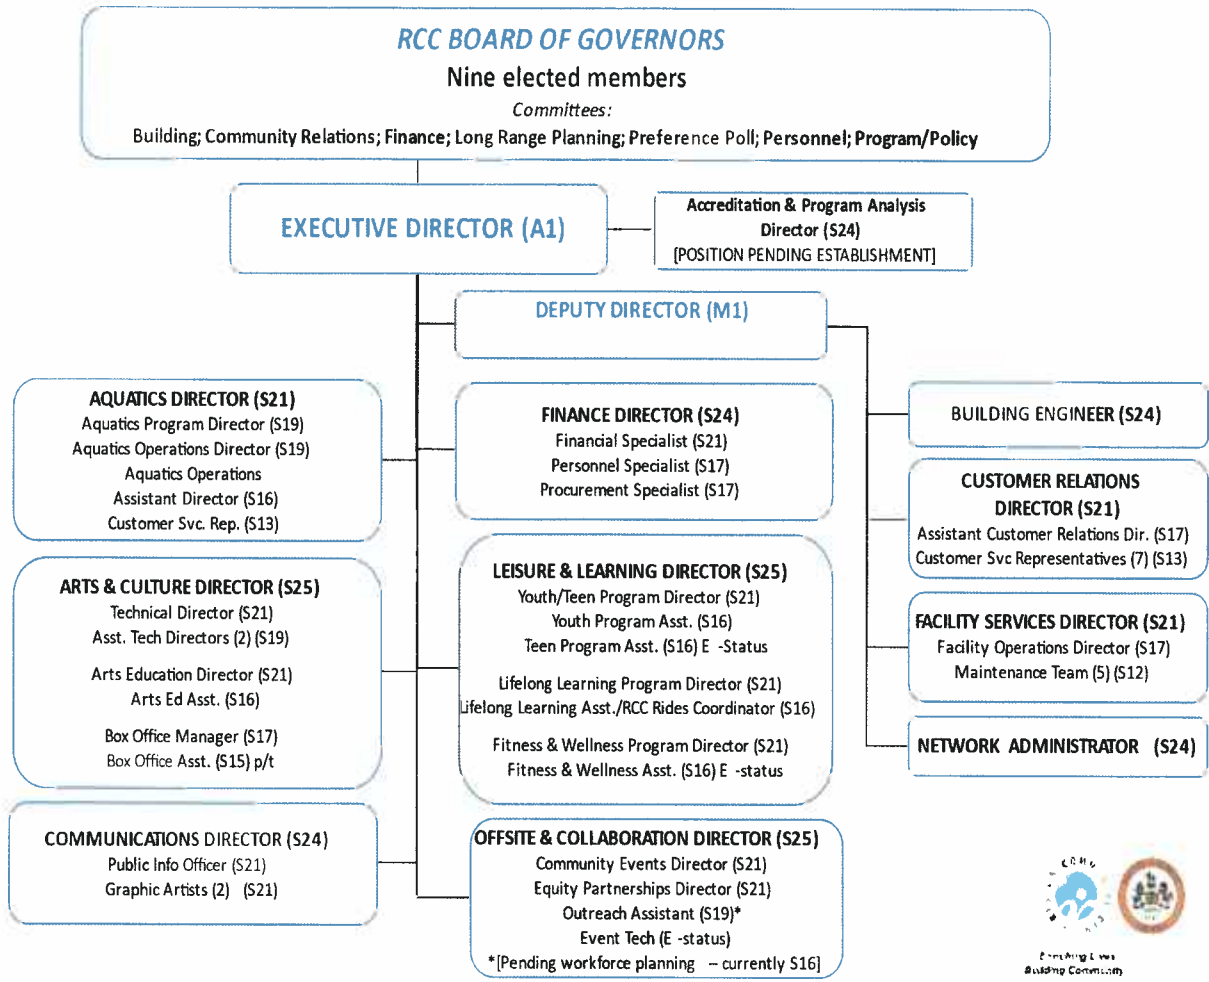 RCC BOARD OF GOVERNORS
Nine elected members
Committees:
Building; Community Relations; Finance; Long Range Planning; Preference Poll; Personnel; Program/Policy
EXECUTIVE DIRECTOR (A1)
Accreditation & Program Analysis
Director (S24)
[POSITION PENDING ESTABLISHMENT]
DEPUTY DIRECTOR (M1)
AQUATICS DIRECTOR (S21)
Aquatics Program Director (S19)
Aquatics Operations Director (S19)
Aquatics Operations
Assistant Director (S16)
Customer Svc. Rep. (S13)
FINANCE DIRECTOR (S24)
Financial Specialist (S21)
Personnel Specialist (S17)
Procurement Specialist (S17)
BUILDING ENGINEER (S24)
CUSTOMER RELATIONS
DIRECTOR (S21)
Assistant Customer Relations Dir. (S17)
Customer Svc Representatives (7) (S13)
ARTS & CULTURE DIRECTOR (S25)
Technical Director (S21)
Asst. Tech Directors (2) (S19)
Arts Education Director (S21)
Arts Ed Asst. (S16)
Box Office Manager (S17)
Box Office Asst. (S15) p/t
LEISURE & LEARNING DIRECTOR (S25)
Youth/Teen Program Director (S21)
Youth Program Asst. (S16)
Teen Program Asst. (S16) E -Status
Lifelong Learning Program Director (S21)
Lifelong Learning Asst./RCC Rides Coordinator (S16)
Fitness & Wellness Program Director (S21)
Fitness & Wellness Asst. (S16) E -status
FACILITY SERVICES DIRECTOR (S21)
Facility Operations Director (S17)
Maintenance Team (5) (S12)
NETWORK ADMINISTRATOR (S24)
COMMUNICATIONS DIRECTOR (S24)
Public Info Officer (S21)
Graphic Artists (2) (S21)
OFFSITE & COLLABORATION DIRECTOR (S25)
Community Events Director (S21)
Equity Partnerships Director (S21)
Outreach Assistant (S19)*
Event Tech (E -status)
*[Pending workforce planning – currently S16]
Building Community